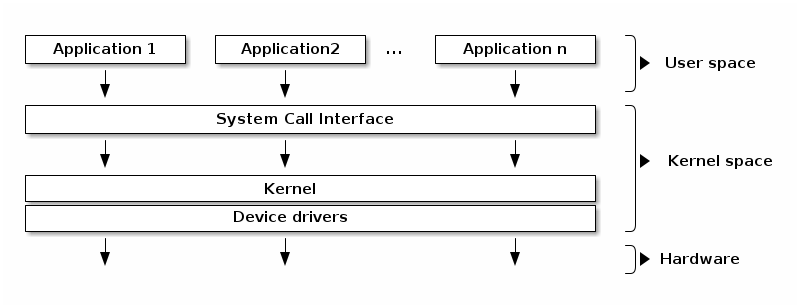 Application 1
Application2
...
Application n
User space
System Call Interface
Kernel space
Kernel
Device drivers
Hardware